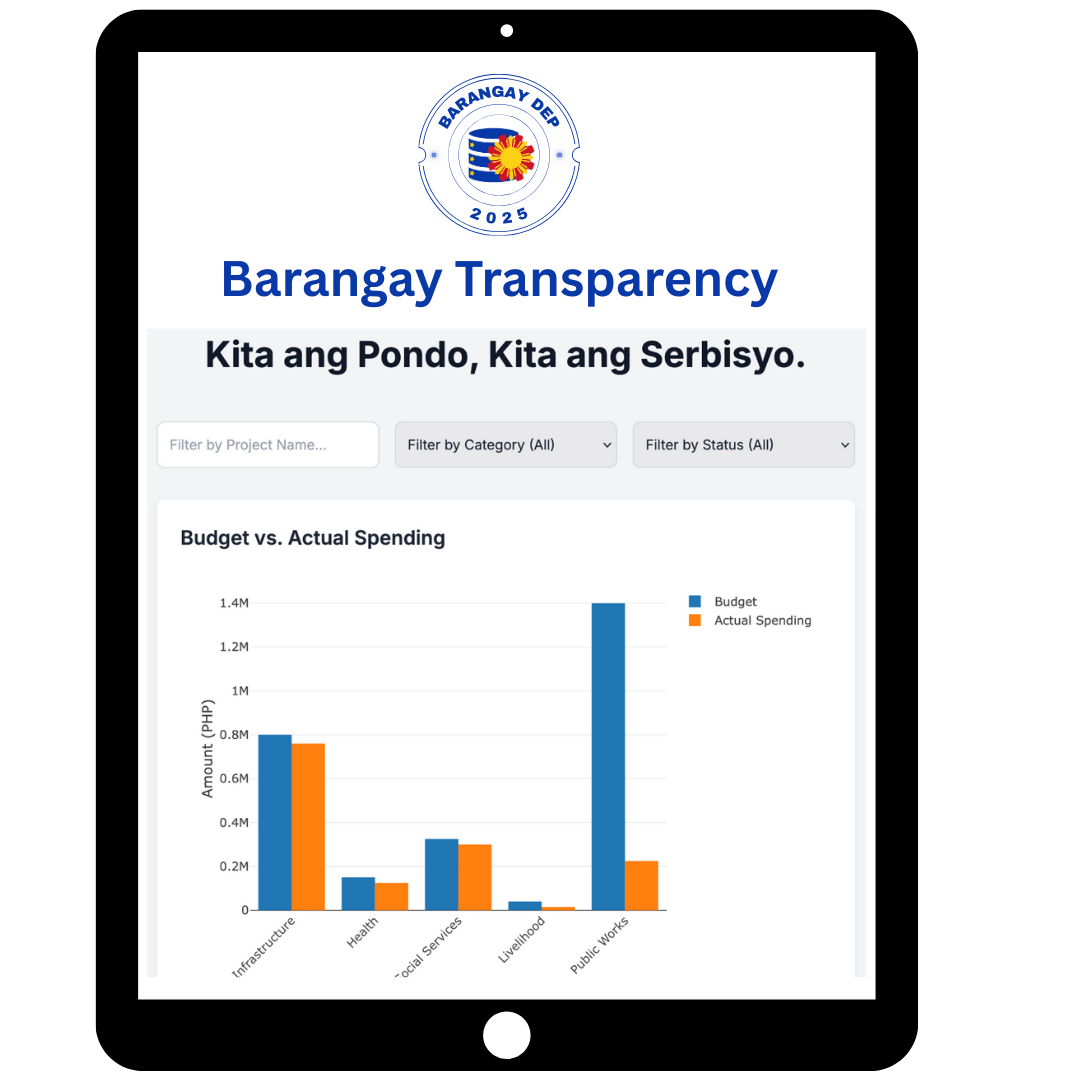 BARANGAY DEP
2025
Barangay Transparency
Kita ang Pondo, Kita ang Serbisyo.
Filter by Project Name...
Filter by Category (All)
Filter by Status (All)
Budget vs. Actual Spending
Budget
Actual Spending
1.4M
1.2M
1M
0.8M
0.6M
0.4M
0.2M
0
Amount (PHP)
Infrastructure
Health
Social Services
Livelihood
Public Works